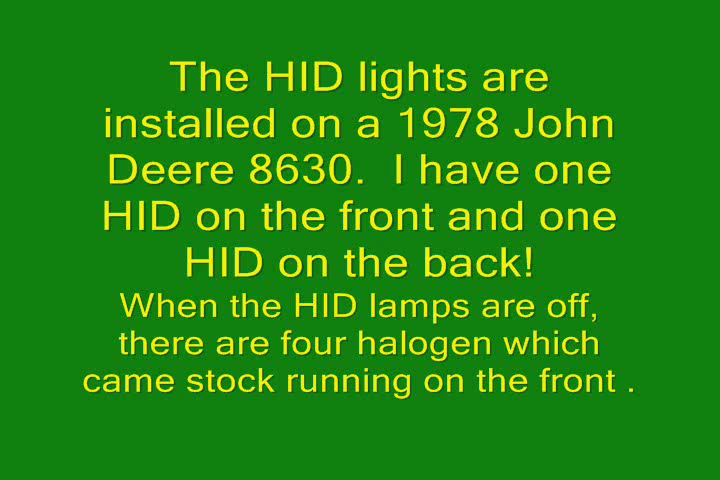 The HID lights are
installed on a 1978 John
Deere 8630.  I have one
HID on the front and one
HID on the back!
When the HID lamps are off,
there are four halogen which
came stock running on the front .